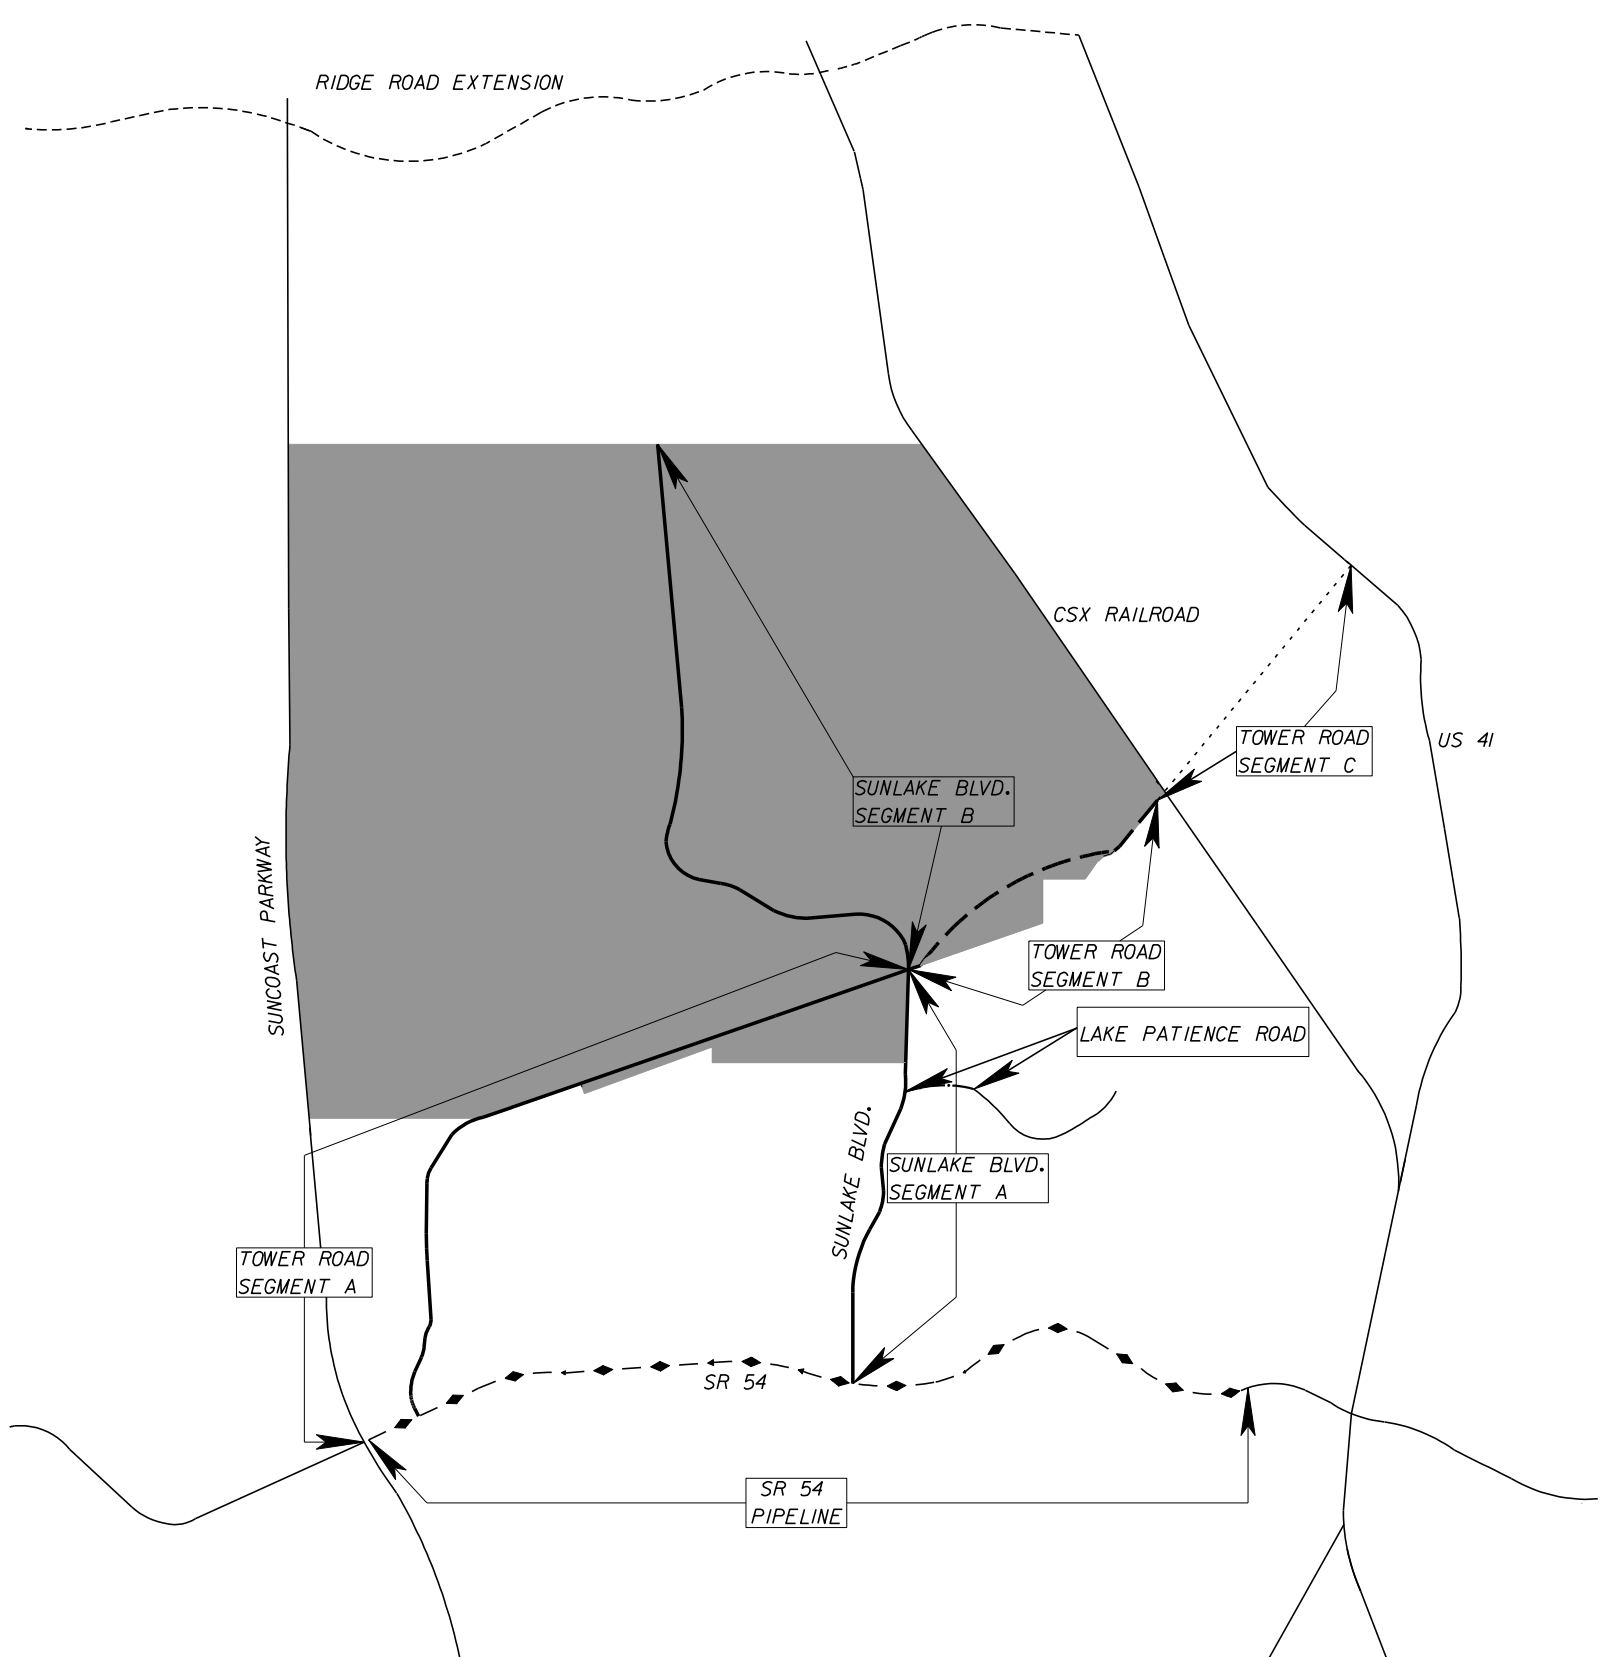 RIDGE ROAD EXTENSION
CSX RAILROAD
TOWER ROAD
SEGMENT C
US 41
SUNLAKE BLVD.
SEGMENT B
SUNCOAST PARKWAY
TOWER ROAD
SEGMENT B
LAKE PATIENCE ROAD
SUNLAKE BLVD.
SUNLAKE BLVD.
SEGMENT A
TOWER ROAD
SEGMENT A
SR 54
SR 54
PIPELINE